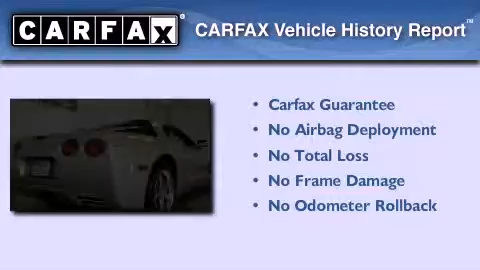 CARFAX®
CARFAX Vehicle History Report™
• Carfax Guarantee
• No Airbag Deployment
• No Total Loss
• No Frame Damage
• No Odometer Rollback